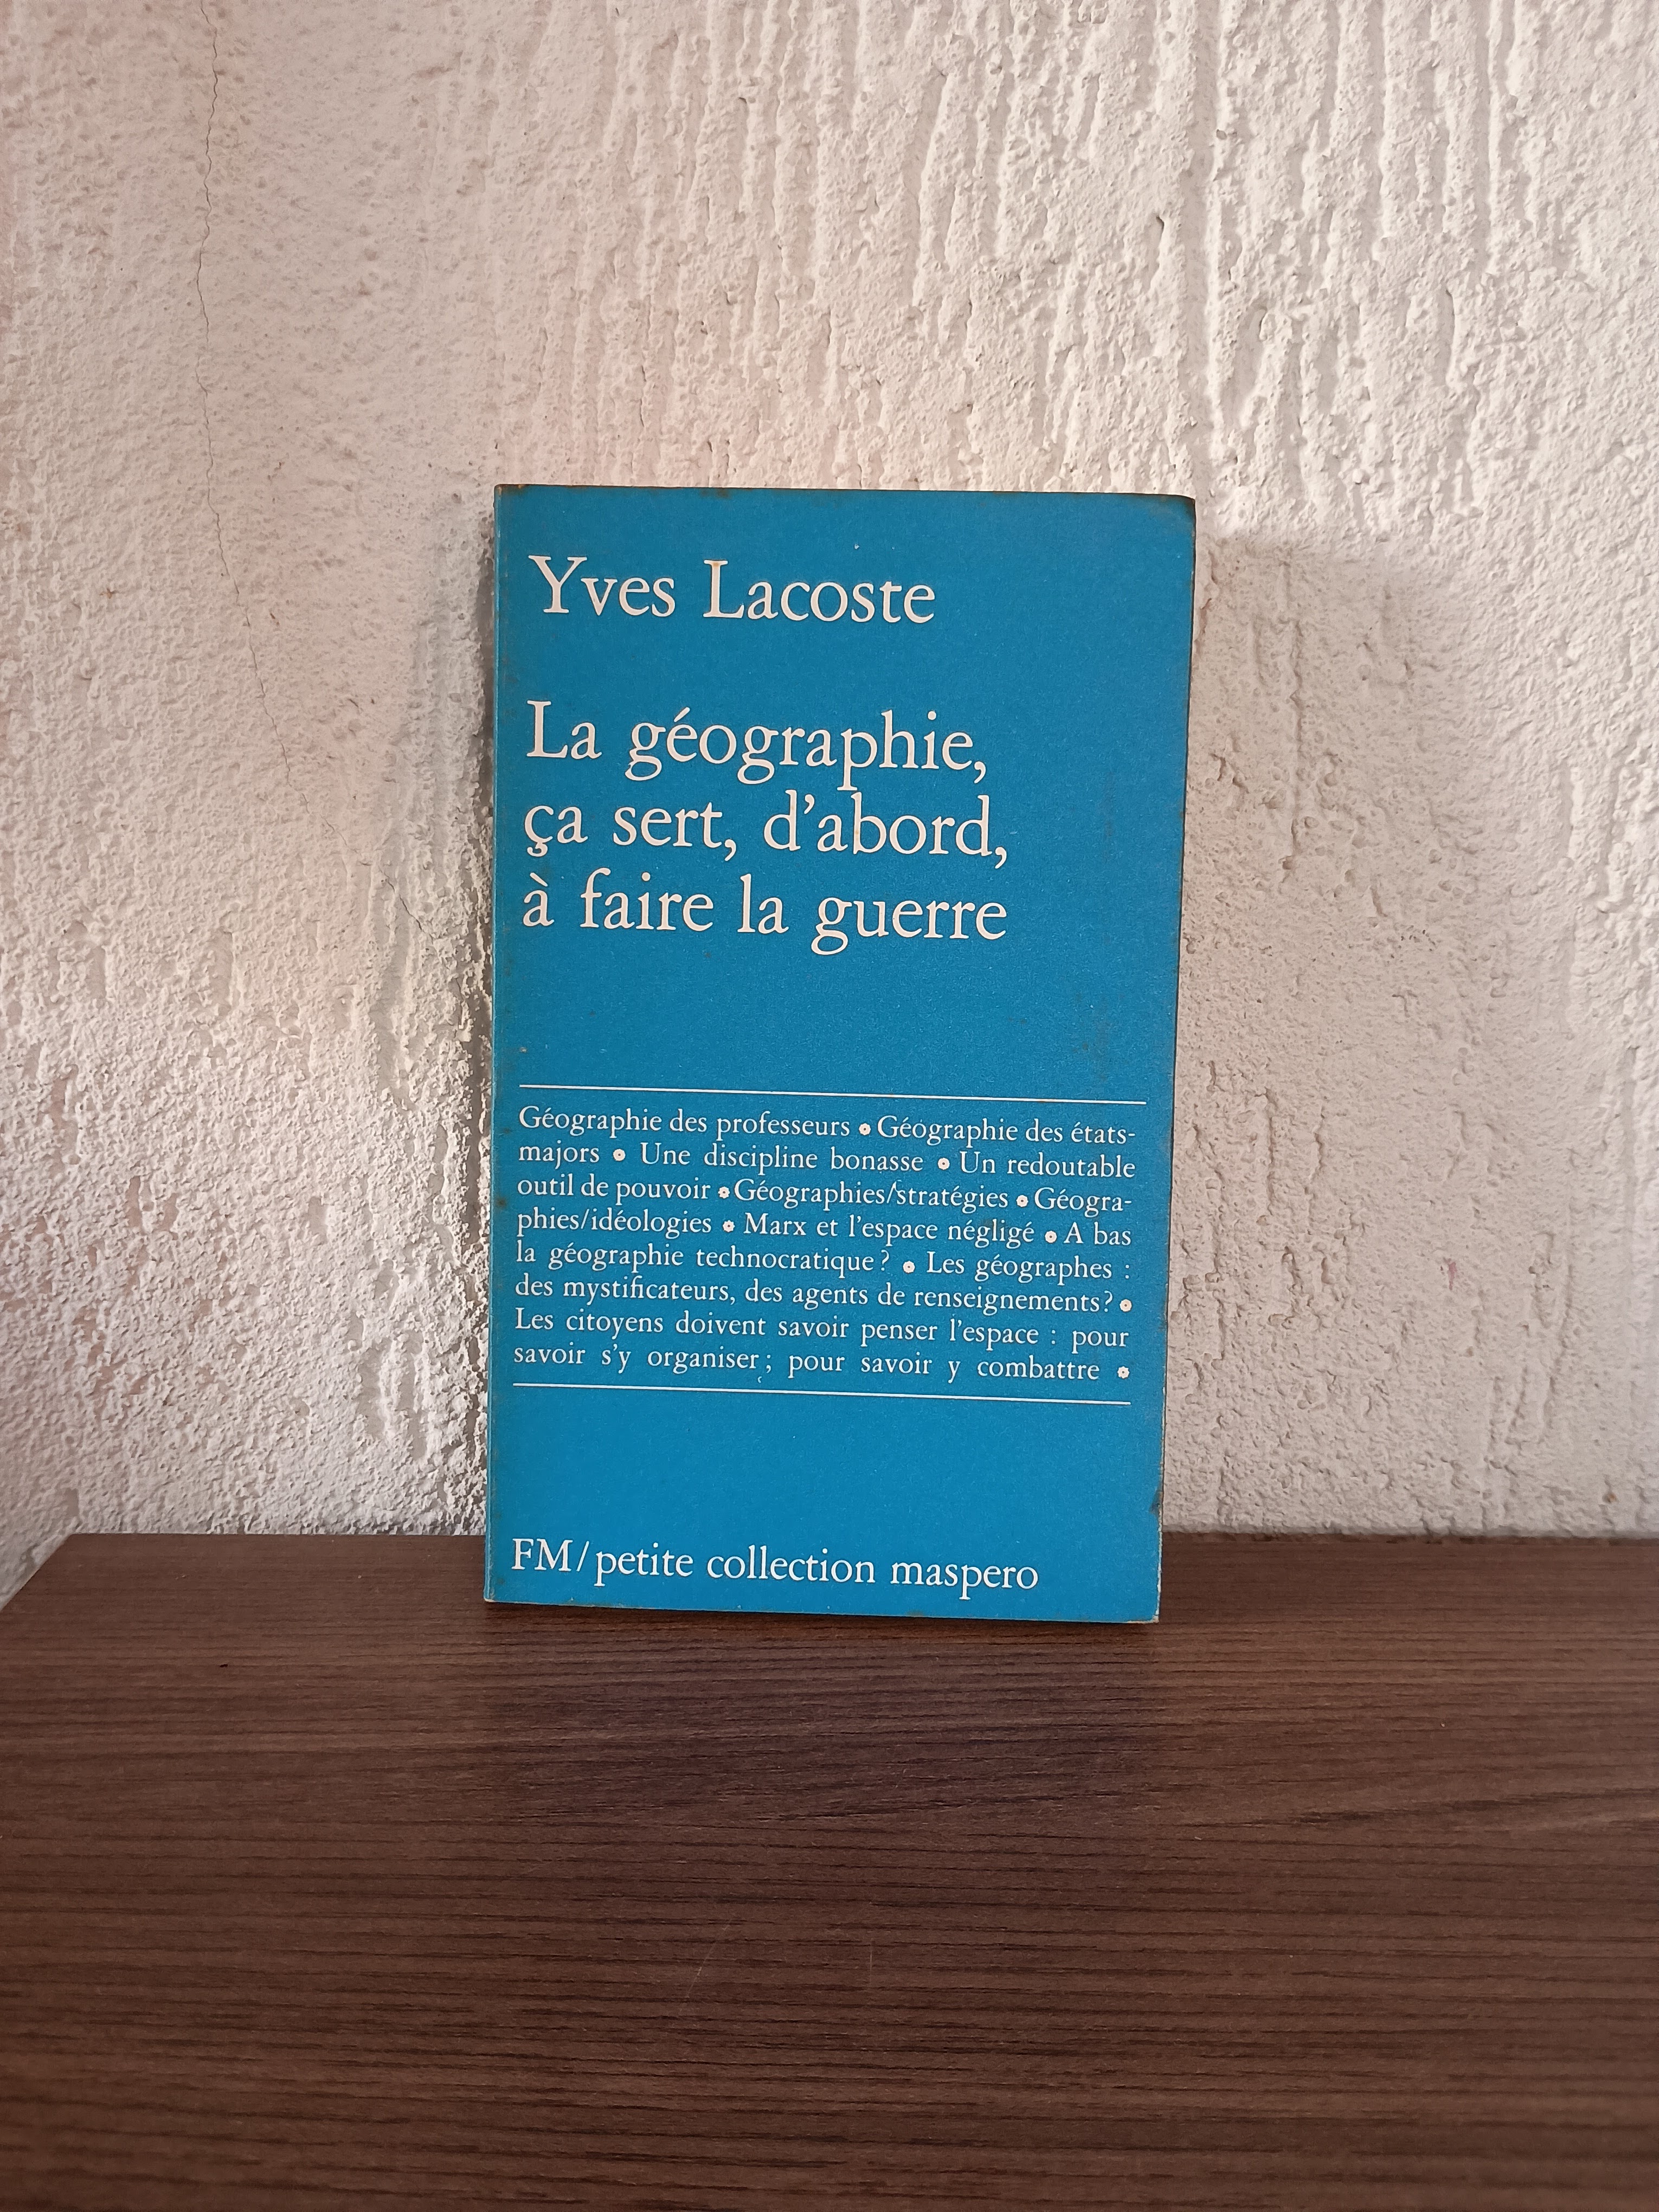 Yves Lacoste
La géographie,
ça sert, d'abord,
à faire la guerre
Géographie des professeurs • Géographie des états-
majors • Une discipline bonasse • Un redoutable
outil de pouvoir • Géographies/stratégies • Géogra-
phies/idéologies • Marx et l'espace négligé • A bas
la géographie technocratique ? • Les géographes :
des mystificateurs, des agents de renseignements ? •
Les citoyens doivent savoir penser l'espace : pour
savoir s'y organiser ; pour savoir y combattre •
FM/petite collection maspero